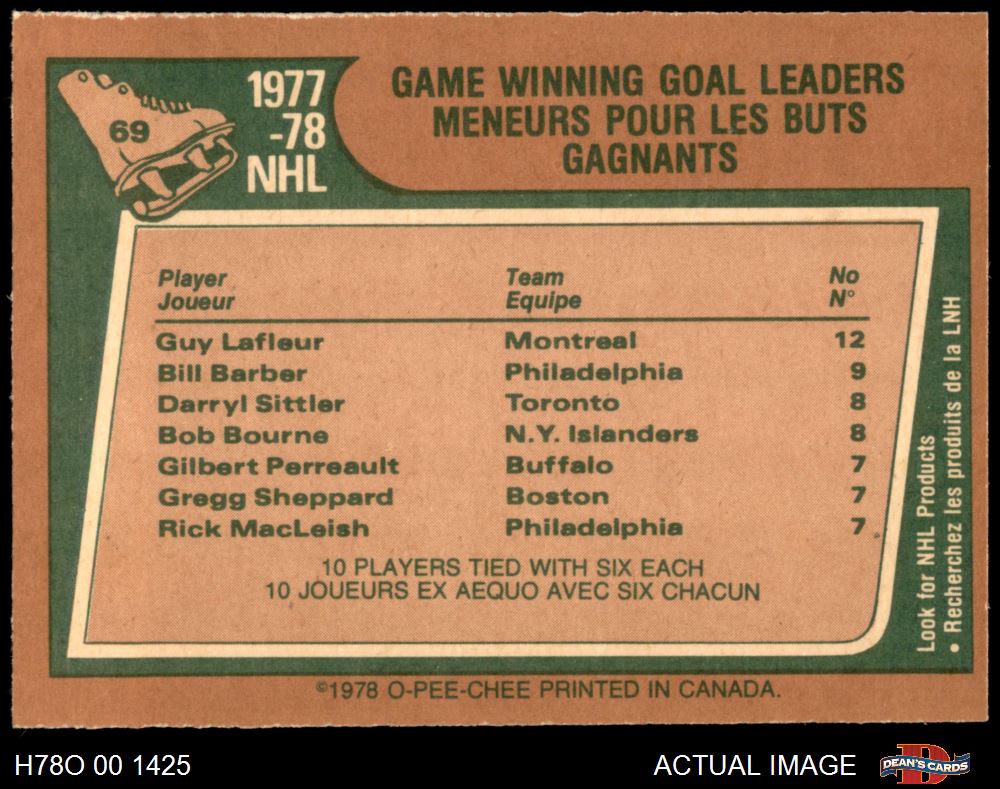 69
1977
-78
NHL
GAME WINNING GOAL LEADERS
MENEURS POUR LES BUTS
GAGNANTS
Player Team No
Joueur Equipe N°
Guy Lafleur Montreal 12
Bill Barber Philadelphia 9
Darryl Sittler Toronto 8
Bob Bourne N.Y. Islanders 8
Gilbert Perreault Buffalo 7
Gregg Sheppard Boston 7
Rick MacLeish Philadelphia 7
10 PLAYERS TIED WITH SIX EACH
10 JOUEURS EX AEQUO AVEC SIX CHACUN
Look for NHL Products
• Recherchez les produits de la LNH
©1978 O-PEE-CHEE PRINTED IN CANADA.
H78O 00 1425
ACTUAL IMAGE
D
DEAN'S CARDS